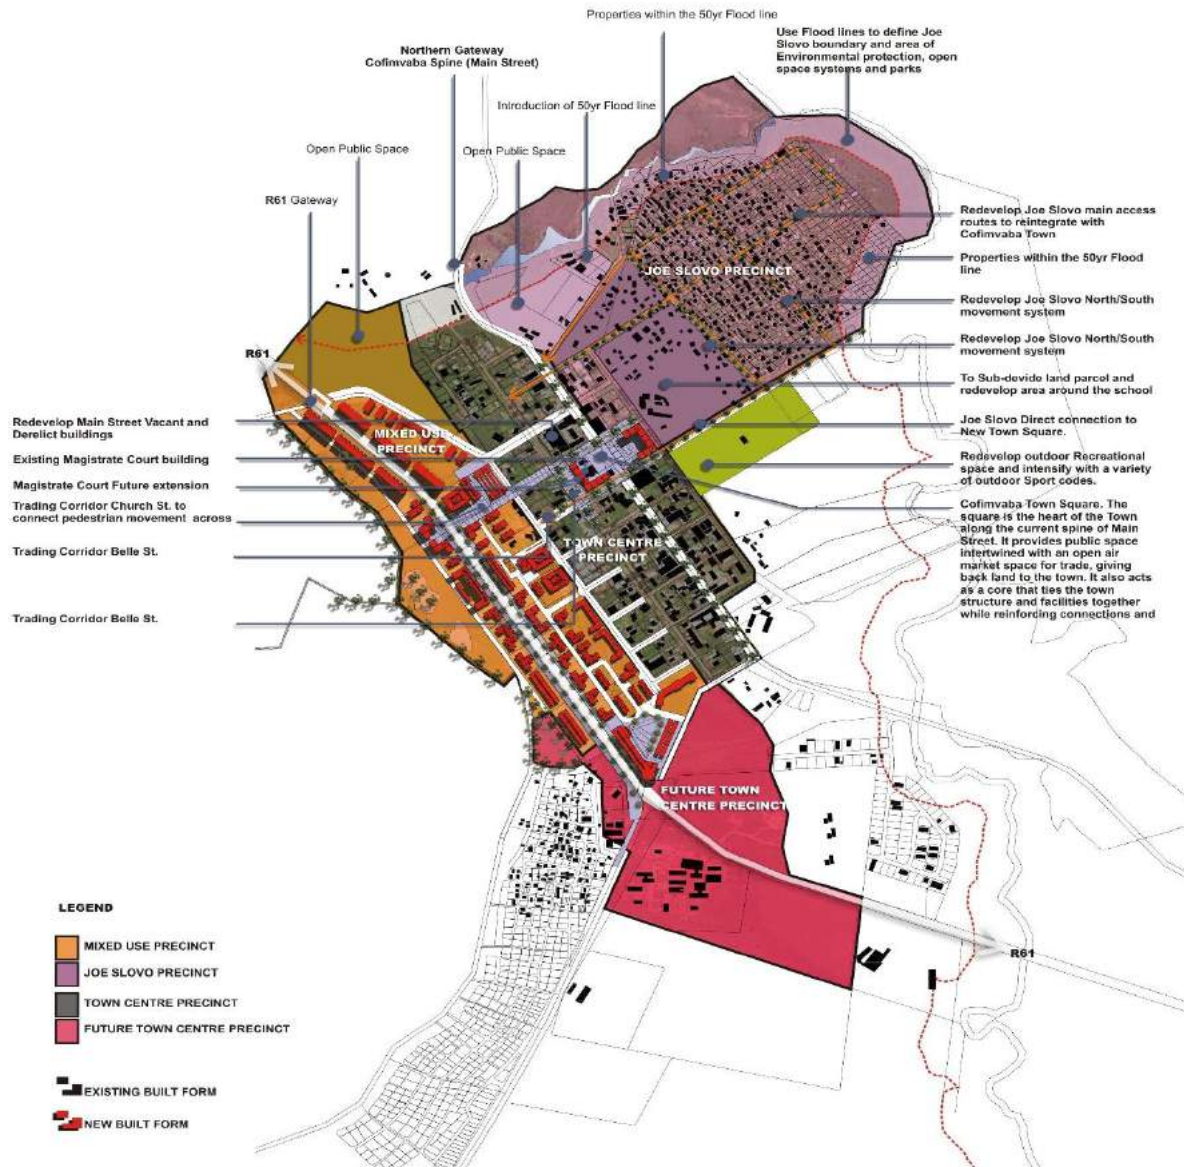 Properties within the 50yr Flood line
Use Flood lines to define Joe
Slovo boundary and area of
Environmental protection, open
space systems and parks
Northern Gateway
Cofimvaba Spine (Main Street)
Introduction of 50yr Flood line
Open Public Space
Open Public Space
R61 Gateway
Redevelop Joe Slovo main access
routes to reintegrate with
Cofimvaba Town
Properties within the 50yr Flood
line
JOE SLOVO PRECINCT
Redevelop Joe Slovo North/South
movement system
Redevelop Joe Slovo North/South
movement system
R61
To Sub-devide land parcel and
redevelop area around the school
Redevelop Main Street Vacant and
Derelict buildings
Joe Slovo Direct connection to
New Town Square.
MIXED USE
PRECINCT
Existing Magistrate Court building
Redevelop outdoor Recreational
space and intensify with a variety
of outdoor Sport codes.
Magistrate Court Future extension
Trading Corridor Church St. to
connect pedestrian movement across
Cofimvaba Town Square. The
square is the heart of the Town
along the current spine of Main
Street. It provides public space
intertwined with an open air
market space for trade, giving
back land to the town. It also acts
as a core that ties the town
structure and facilities together
while reinforcing connections and
TOWN CENTRE
PRECINCT
Trading Corridor Belle St.
Trading Corridor Belle St.
FUTURE TOWN
CENTRE PRECINCT
R61
LEGEND
MIXED USE PRECINCT
JOE SLOVO PRECINCT
TOWN CENTRE PRECINCT
FUTURE TOWN CENTRE PRECINCT
EXISTING BUILT FORM
NEW BUILT FORM